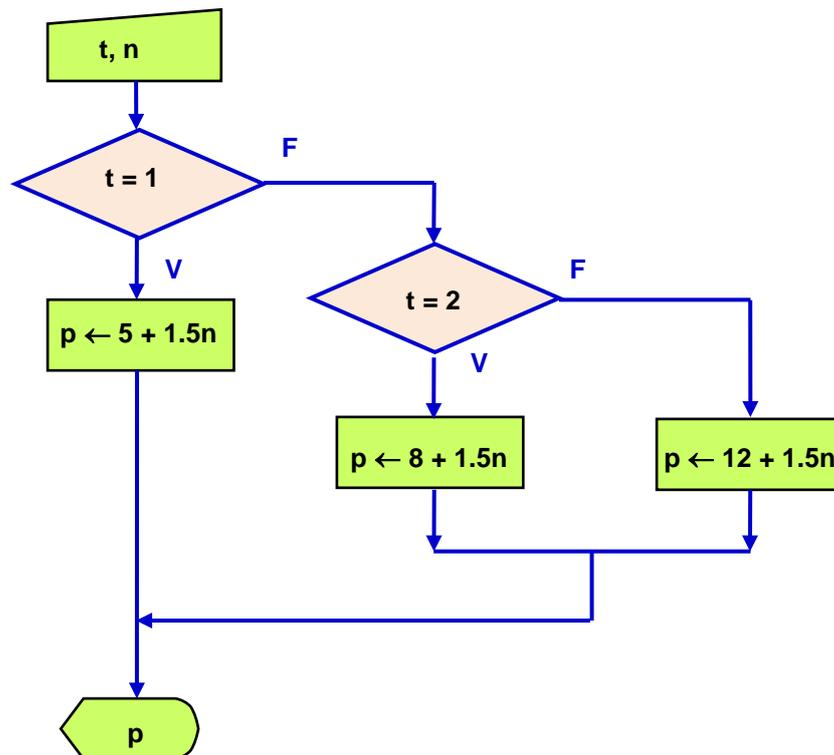 t, n
t = 1
F
V
p ← 5 + 1.5n
t = 2
F
V
p ← 8 + 1.5n
p ← 12 + 1.5n
p